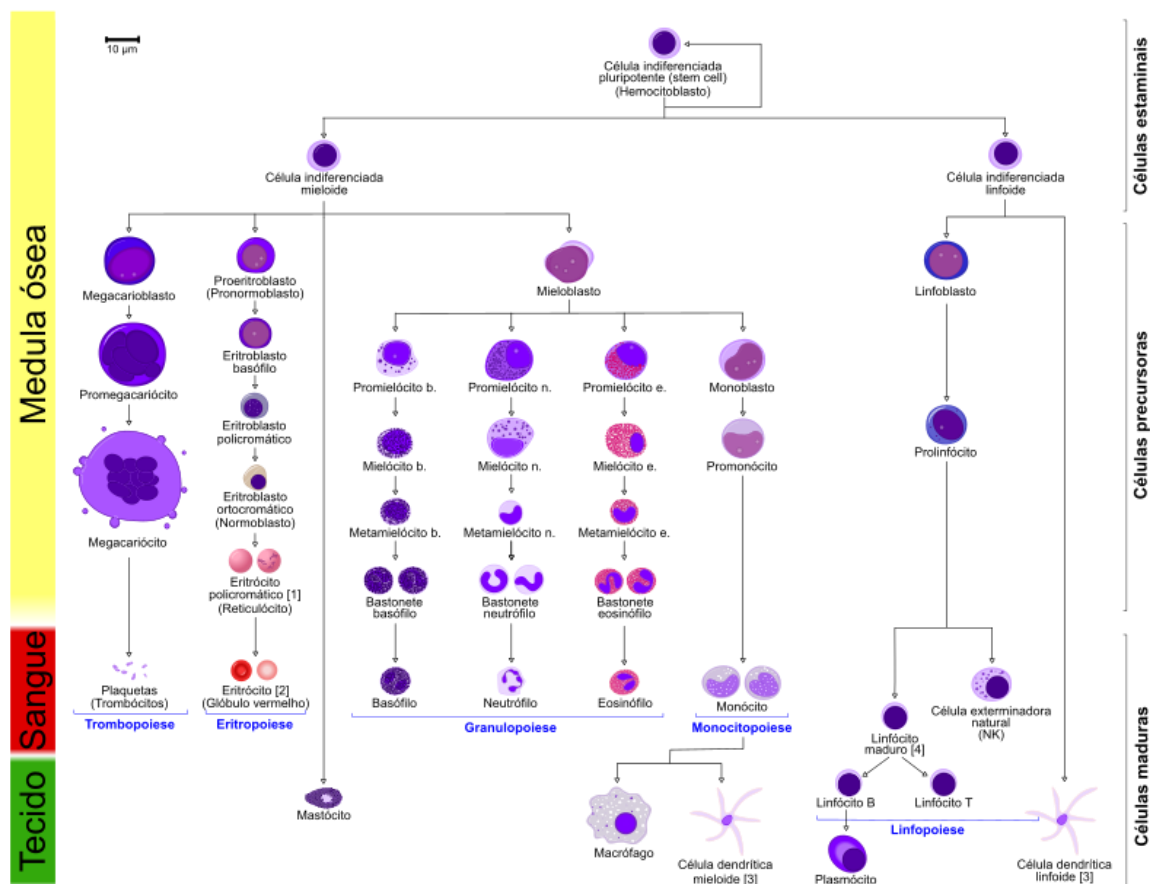 10 µm
Célula indiferenciada
pluripotente (stem cell)
(Hemocitoblasto)
Célula indiferenciada
mieloide
Célula indiferenciada
linfoide
Células estaminais
Medula ósea
Megacarioblasto
Proeritroblasto
(Pronormoblasto)
Mieloblasto
Linfoblasto
Eritroblasto
basófilo
Promegacariócito
Promielócito b.
Promielócito n.
Promielócito e.
Monoblasto
Eritroblasto
policromático
Mielócito b.
Mielócito n.
Mielócito e.
Promonócito
Prolinfócito
Células precursoras
Eritroblasto
ortocromático
(Normoblasto)
Megacariócito
Metamielócito b.
Metamielócito n.
Metamielócito e.
Eritrócito
policromático [1]
(Reticulócito)
Bastonete
basófilo
Bastonete
neutrófilo
Bastonete
eosinófilo
Sangue
Plaquetas
(Trombócitos)
Eritrócito [2]
(Glóbulo vermelho)
Basófilo
Neutrófilo
Eosinófilo
Monócito
Célula exterminadora
natural
(NK)
Trombopoiese
Eritropoiese
Granulopoiese
Monocitopoiese
Linfócito
maduro [4]
Células maduras
Tecido
Mastócito
Linfócito B
Linfócito T
Linfopoiese
Macrófago
Célula dendrítica
mieloide [3]
Plasmócito
Célula dendrítica
linfoide [3]